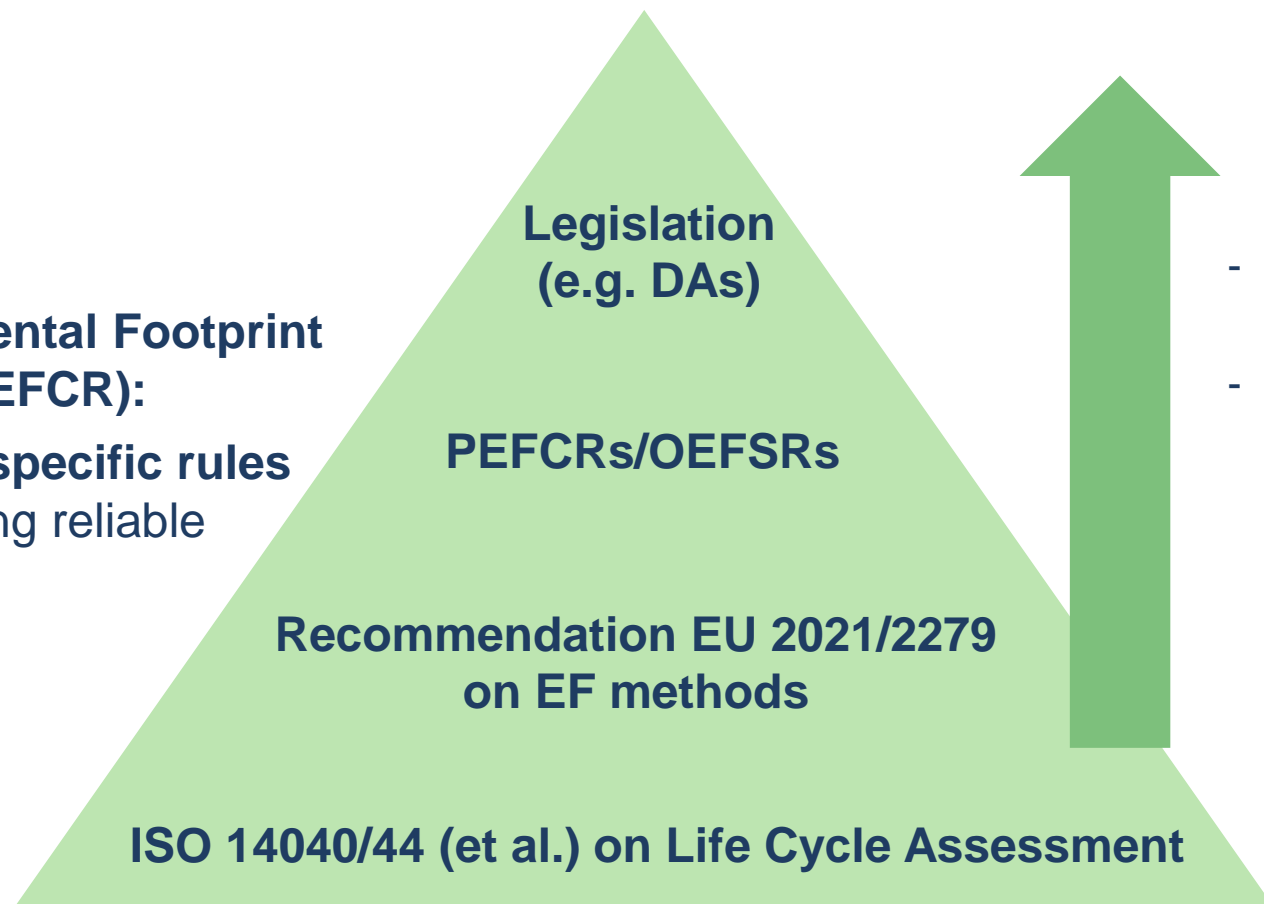 Legislation
(e.g. DAs)
-
ental Footprint
EFCR):
-
specific rules
ng reliable
PEFCRs/OEFSRs
Recommendation EU 2021/2279
on EF methods
ISO 14040/44 (et al.) on Life Cycle Assessment